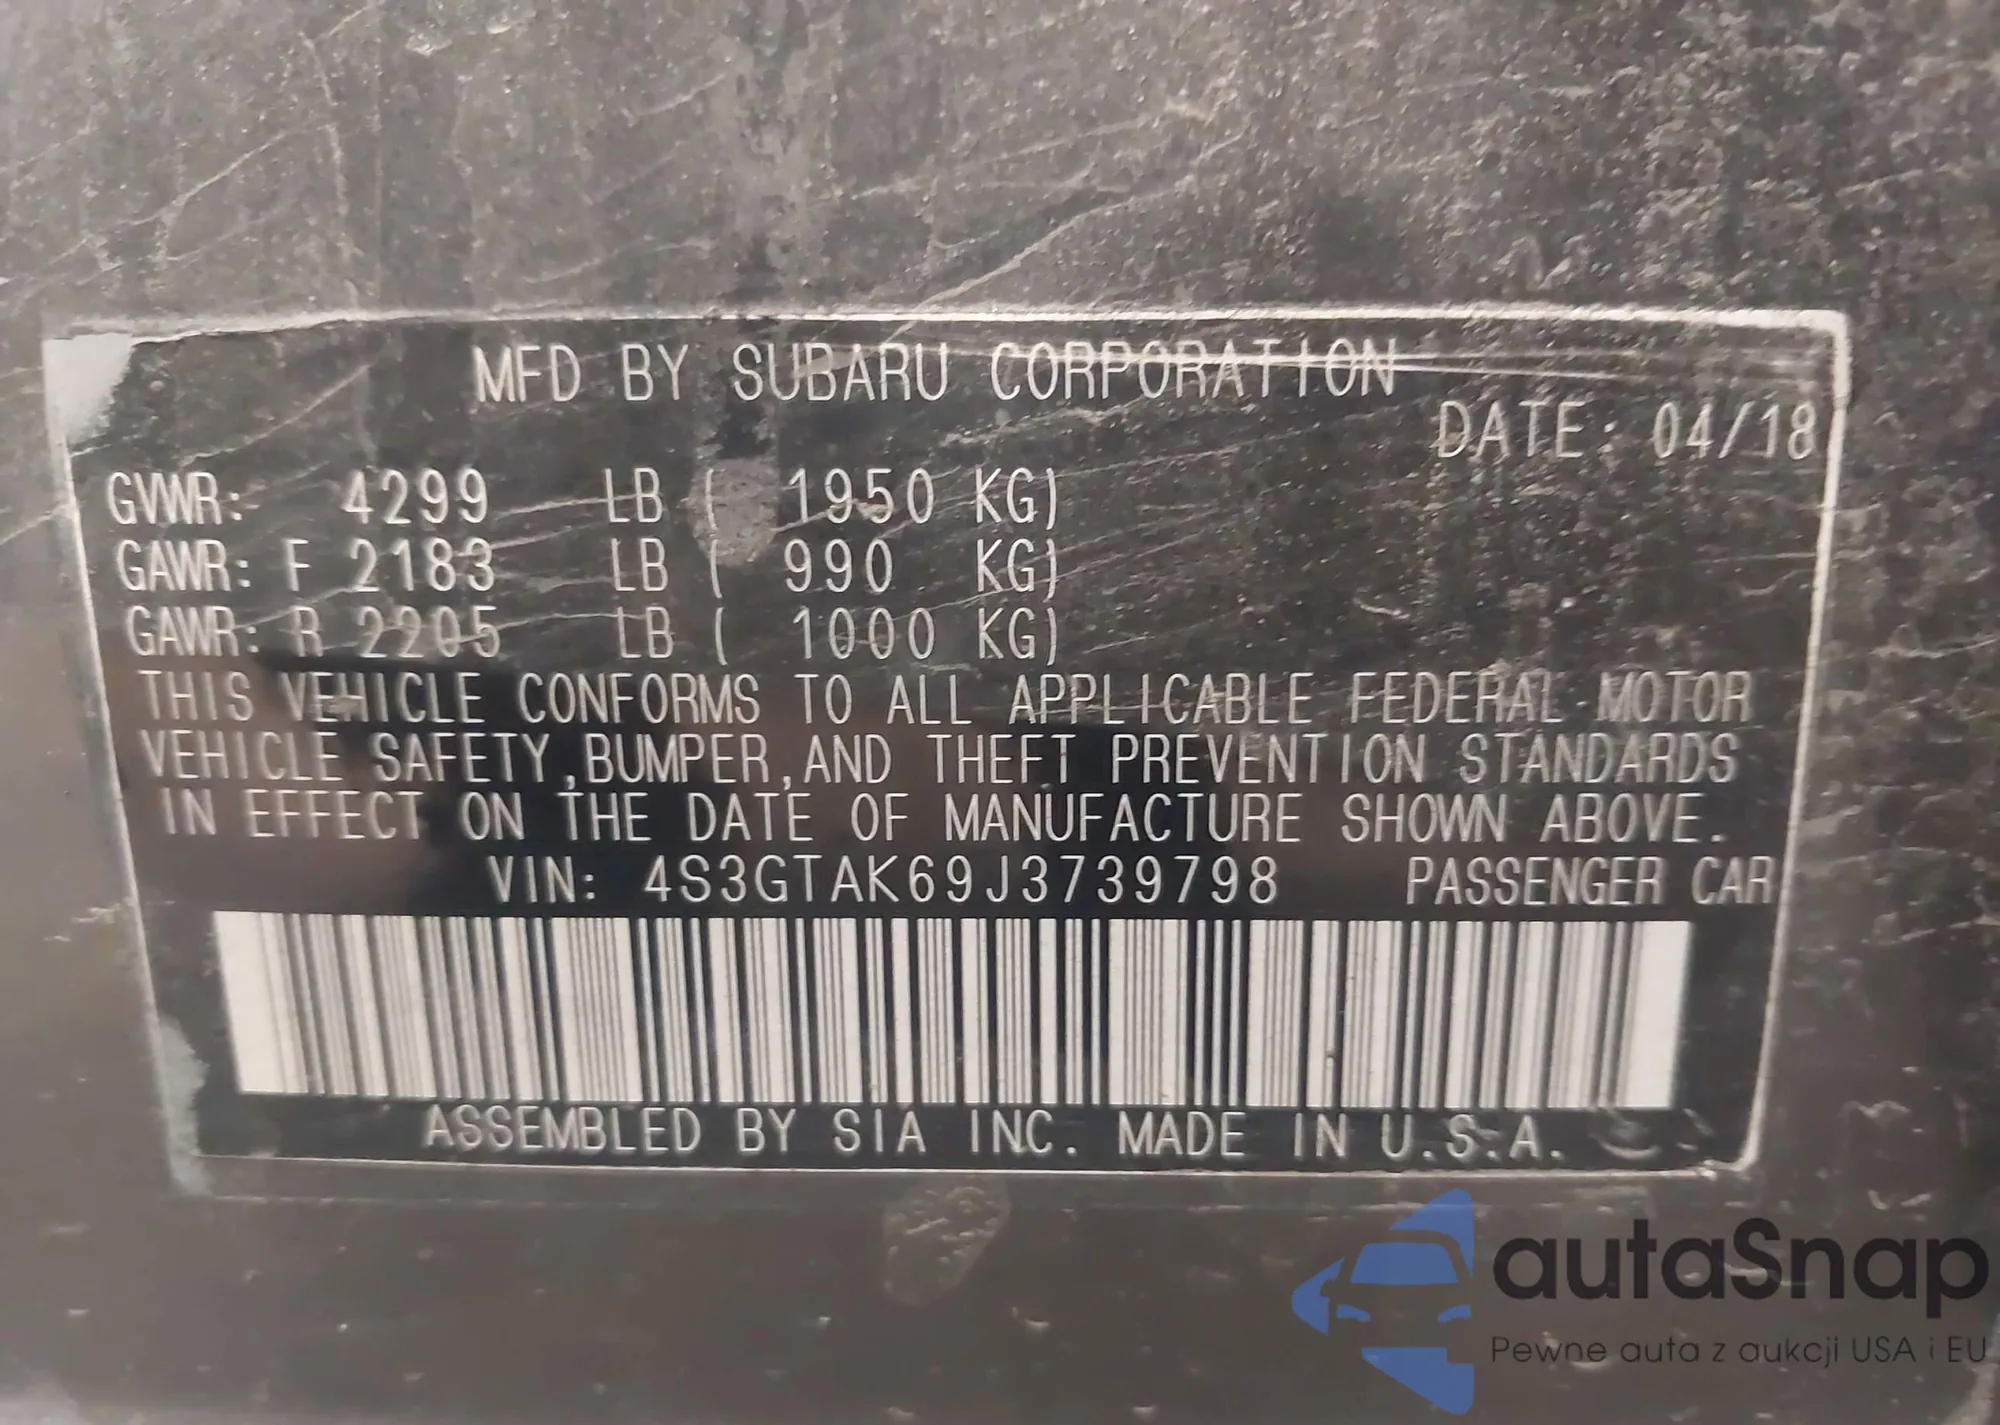 MFD BY SUBARU CORPORATION
DATE: 04/18
GVWR: 4299 LB ( 1950 KG)
GAWR: F 2183 LB ( 990 KG)
GAWR: R 2205 LB ( 1000 KG)
THIS VEHICLE CONFORMS TO ALL APPLICABLE FEDERAL MOTOR
VEHICLE SAFETY,BUMPER,AND THEFT PREVENTION STANDARDS
IN EFFECT ON THE DATE OF MANUFACTURE SHOWN ABOVE.
VIN: 4S3GTAK69J3739798 PASSENGER CAR
ASSEMBLED BY SIA INC. MADE IN U.S.A.
autaSnap
Pewne auta z aukcji USA i EU